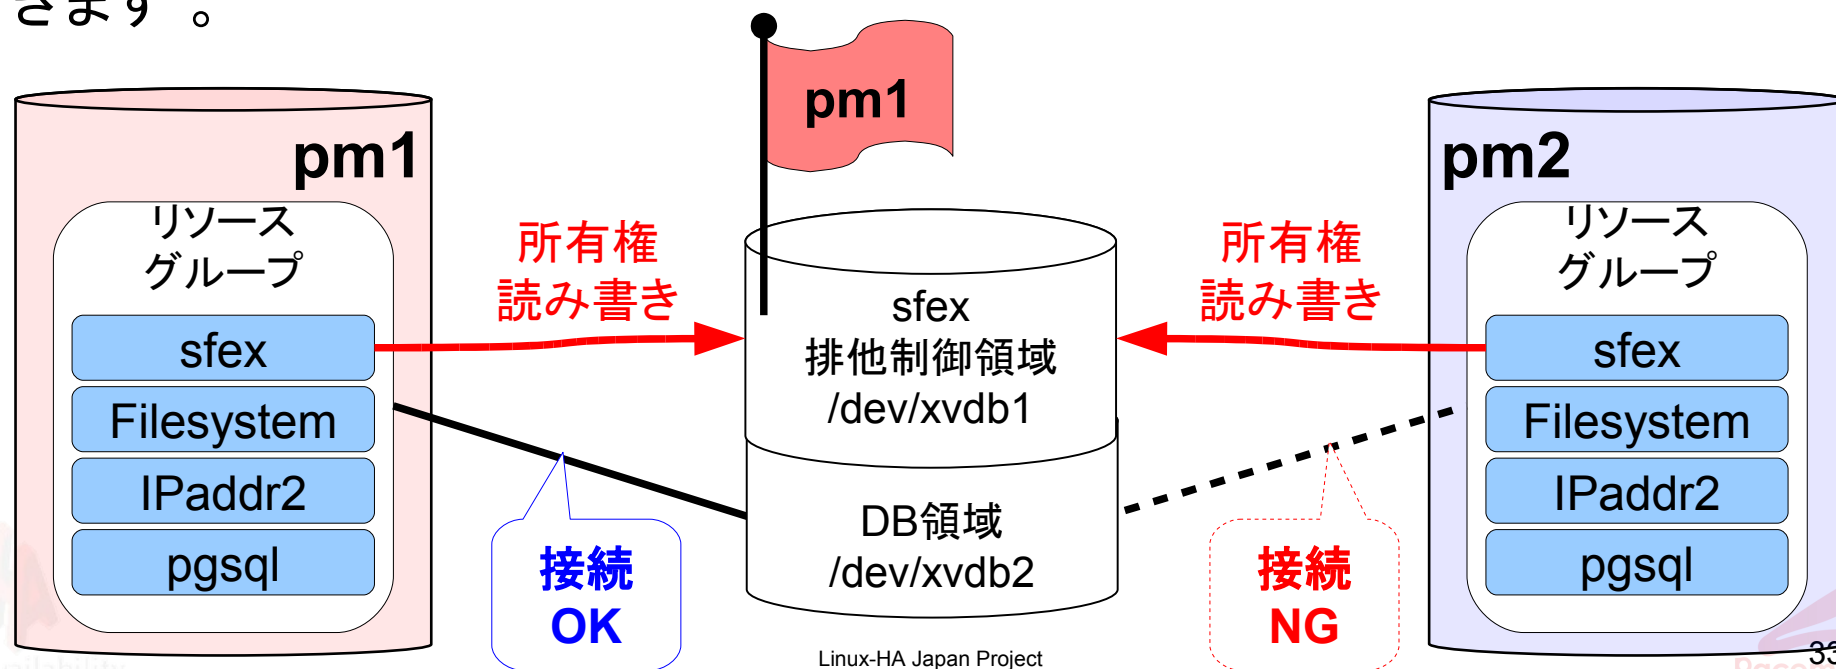 きます 。
pm1
pm1
リソース
グループ
sfex
Filesystem
IPaddr2
pgsql
所有権
読み書き
接続
OK
sfex
排他制御領域
/dev/xvdb1
DB領域
/dev/xvdb2
所有権
読み書き
接続
NG
pm2
リソース
グループ
sfex
Filesystem
IPaddr2
pgsql
Linux-HA Japan Project
33